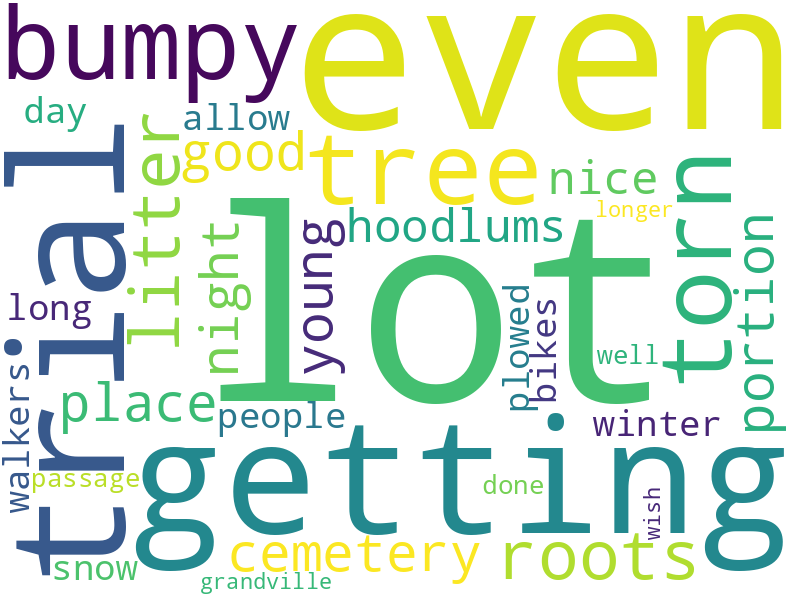 bumpy
even
day
allow
litter
good
tree
nice
torn
longer
trial
lot
hoodlums
young
night
portion
long
plowed
bikes
well
walkers
place
people
winter
getting
passage
done
wish
cemetery
roots
snow
grandville